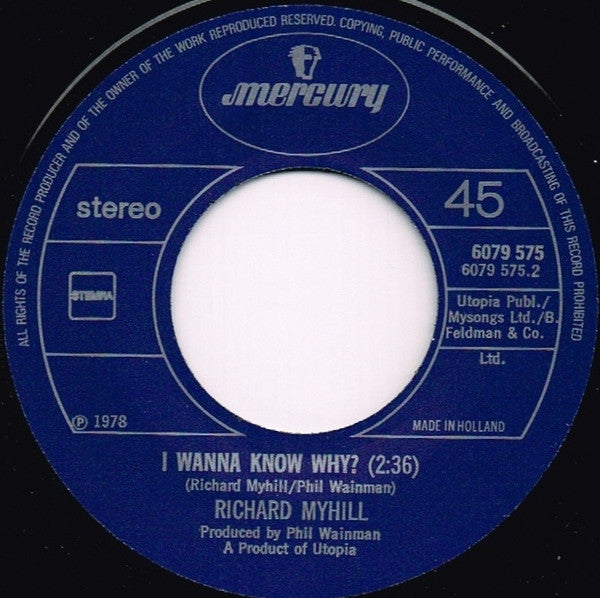 ALL RIGHTS OF THE RECORD PRODUCER AND OF THE OWNER OF THE WORK REPRODUCED RESERVED. COPYING, PUBLIC PERFORMANCE AND BROADCASTING OF THIS RECORD PROHIBITED
mercury
stereo
45
6079 575
6079 575.2
STEMRA
Utopia Publ./
Mysongs Ltd./B.
Feldman & Co.
Ltd.
℗ 1978
MADE IN HOLLAND
I WANNA KNOW WHY? (2:36)
(Richard Myhill/Phil Wainman)
RICHARD MYHILL
Produced by Phil Wainman
A Product of Utopia